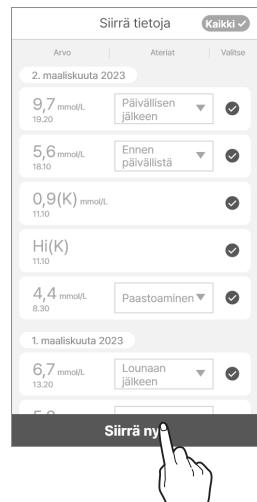 Siirrä tietoja
Kaikki ✓
Arvo Ateriat Valitse
2. maaliskuuta 2023
9,7 mmol/L
19.20
Päivällisen
jälkeen
5,6 mmol/L
18.10
Ennen
päivällistä
0,9(K) mmol/L
11.10
Hi(K)
11.10
4,4 mmol/L
8.30
Paastoaminen
1. maaliskuuta 2023
6,7 mmol/L
13.20
Lounaan
jälkeen
Siirrä